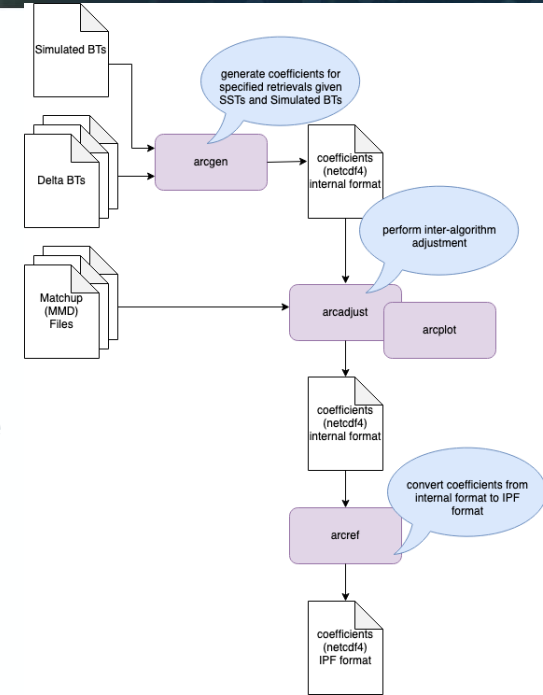 Simulated BTs
generate coefficients for
specified retrievals given
SSTs and Simulated BTs
arcgen
Delta BTs
coefficients
(netcdf4)
internal format
perform inter-algorithm
adjustment
Matchup
(MMD)
Files
arcadjust
arcplot
coefficients
(netcdf4)
internal format
convert coefficients from
internal format to IPF
format
arcref
coefficients
(netcdf4)
IPF format